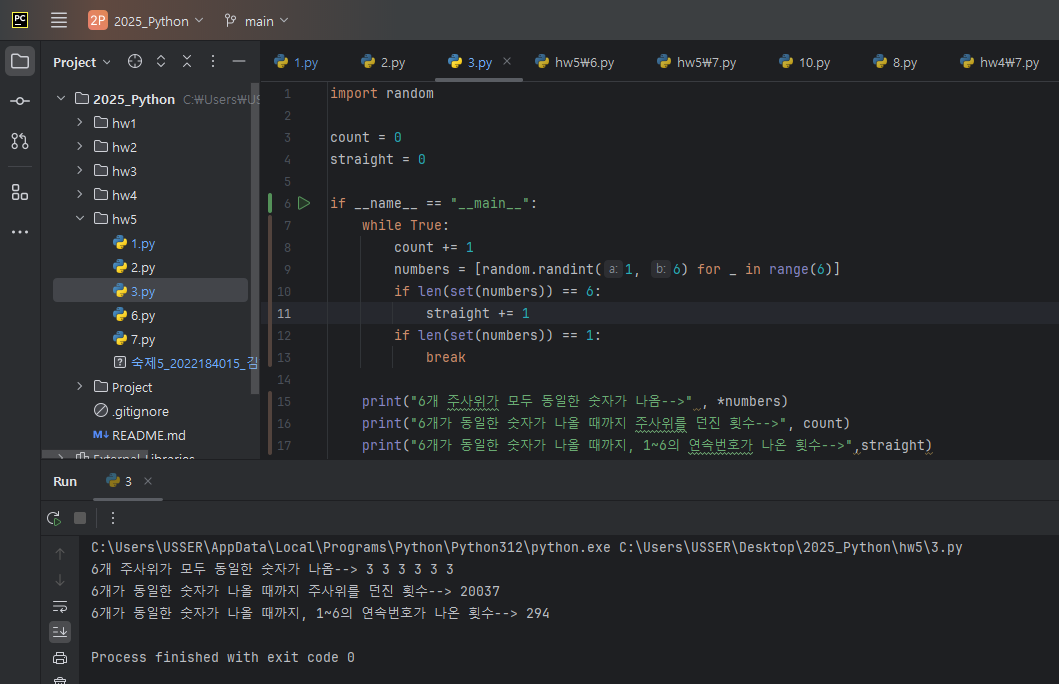 PC
2P 2025_Python main
Project
1.py 2.py 3.py hw5₩6.py hw5₩7.py 10.py 8.py hw4₩7.py
2025_Python C:₩Users₩US
hw1
hw2
hw3
hw4
hw5
1.py
2.py
3.py
6.py
7.py
숙제5_2022184015_김
Project
.gitignore
M↓ README.md
External Libraries
1 import random
2
3 count = 0
4 straight = 0
5
6 if __name__ == "__main__":
7 while True:
8 count += 1
9 numbers = [random.randint( a: 1, b: 6) for _ in range(6)]
10 if len(set(numbers)) == 6:
11 straight += 1
12 if len(set(numbers)) == 1:
13 break
14
15 print("6개 주사위가 모두 동일한 숫자가 나옴-->" , *numbers)
16 print("6개가 동일한 숫자가 나올 때까지 주사위를 던진 횟수-->", count)
17 print("6개가 동일한 숫자가 나올 때까지, 1~6의 연속번호가 나온 횟수-->",straight)
Run 3
C:\Users\USSER\AppData\Local\Programs\Python\Python312\python.exe C:\Users\USSER\Desktop\2025_Python\hw5\3.py
6개 주사위가 모두 동일한 숫자가 나옴--> 3 3 3 3 3 3
6개가 동일한 숫자가 나올 때까지 주사위를 던진 횟수--> 20037
6개가 동일한 숫자가 나올 때까지, 1~6의 연속번호가 나온 횟수--> 294
Process finished with exit code 0